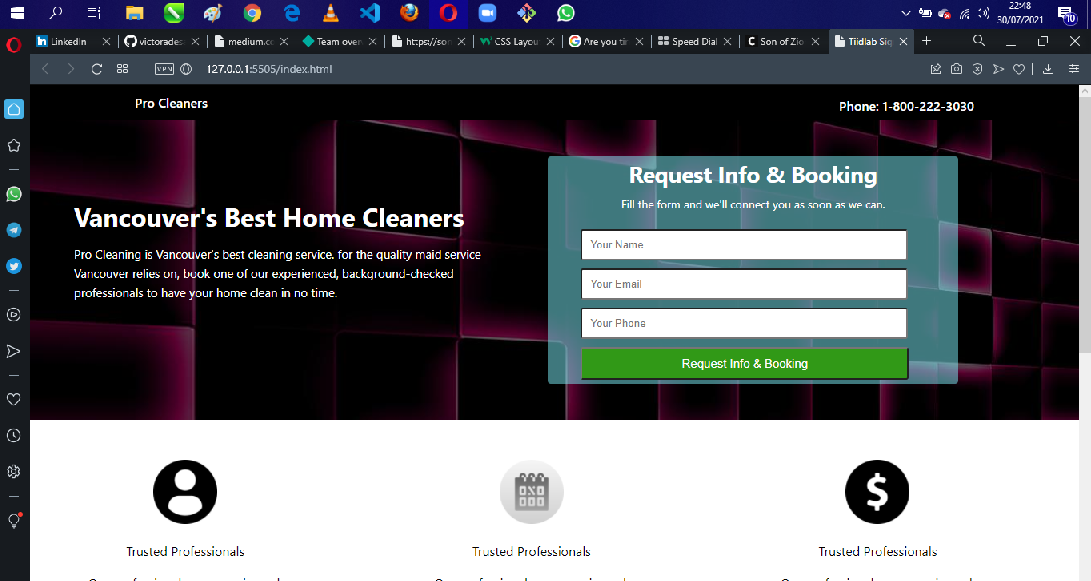 22:48
30/07/2021
10
LinkedIn
victorades
medium.c
Team over
https://son
CSS Layou
Are you ti
Speed Dial
Son of Zio
Tiidlab Sig
VPN
127.0.0.1:5505/index.html
Pro Cleaners
Phone: 1-800-222-3030
Request Info & Booking
Fill the form and we'll connect you as soon as we can.
Vancouver's Best Home Cleaners
Pro Cleaning is Vancouver's best cleaning service. for the quality maid service
Vancouver relies on, book one of our experienced, background-checked
professionals to have your home clean in no time.
Your Name
Your Email
Your Phone
Request Info & Booking
Trusted Professionals
Trusted Professionals
Trusted Professionals